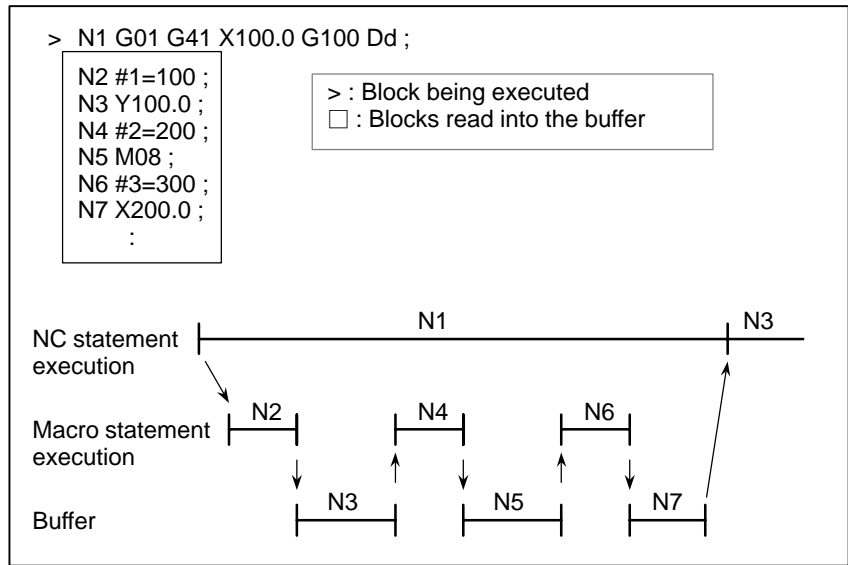 > N1 G01 G41 X100.0 G100 Dd ;
N2 #1=100 ;
N3 Y100.0 ;
N4 #2=200 ;
N5 M08 ;
N6 #3=300 ;
N7 X200.0 ;
:
> : Block being executed
□ : Blocks read into the buffer
N1 N3
NC statement
execution
N2 N4 N6
Macro statement
execution
N3 N5 N7
Buffer